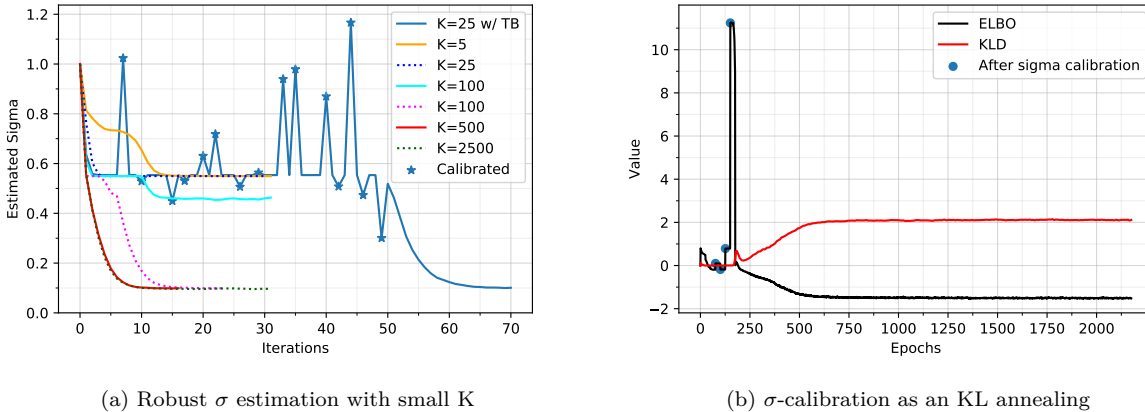 1.0
0.8
0.6
0.4
0.2
0.0
Estimated Sigma
0 10 20 30 40 50 60 70
Iterations
K=25 w/ TB
K=5
K=25
K=100
K=100
K=500
K=2500
Calibrated
(a) Robust σ estimation with small K
10
8
6
4
2
0
−2
Value
0 250 500 750 1000 1250 1500 1750 2000
Epochs
ELBO
KLD
After sigma calibration
(b) σ-calibration as an KL annealing